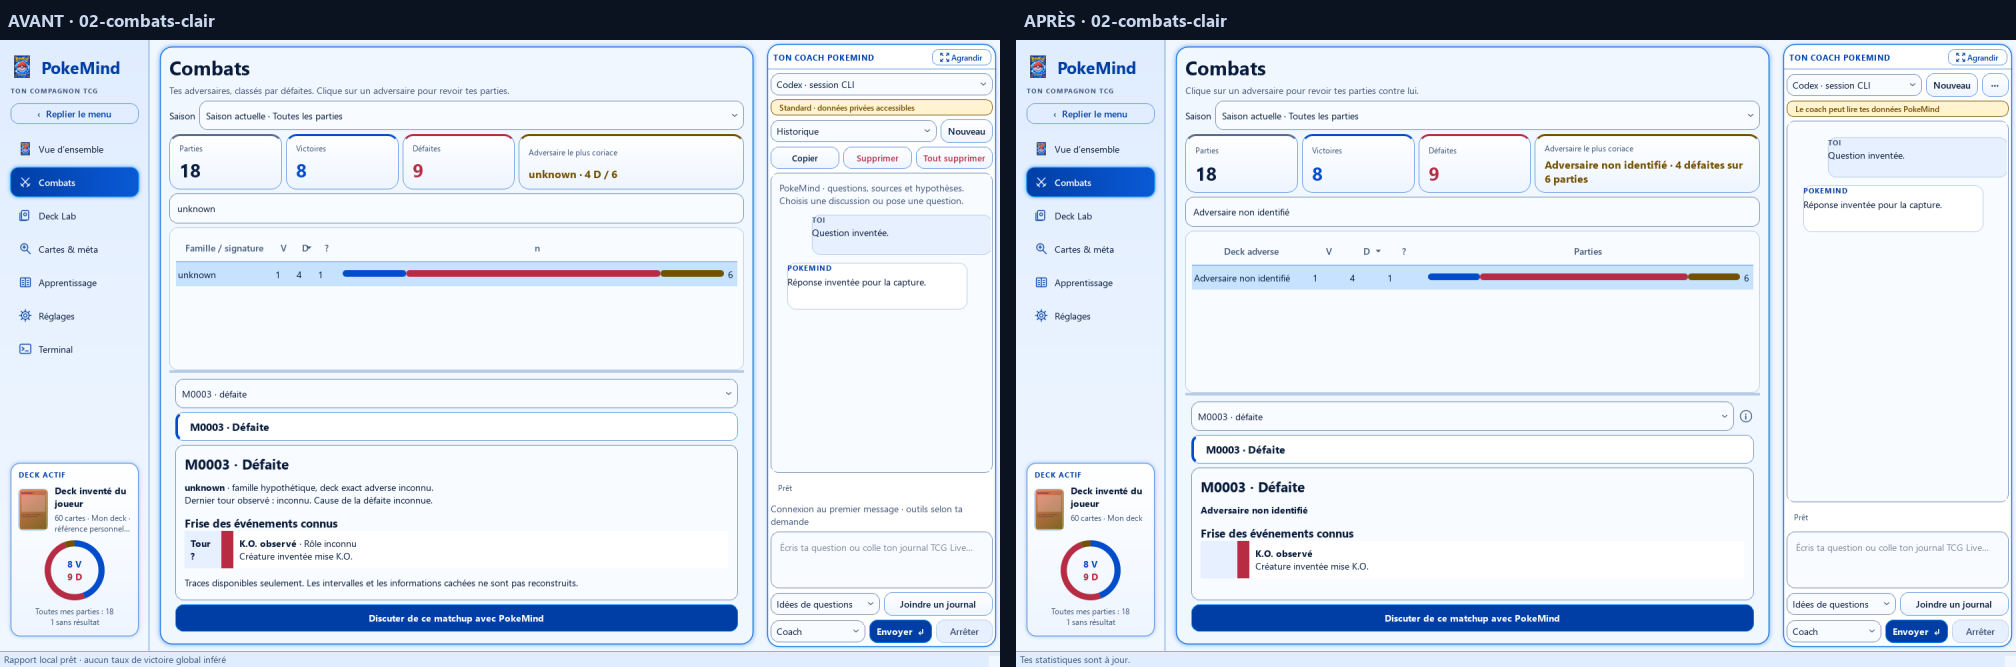 AVANT · 02-combats-clair
PokeMind
TON COMPAGNON TCG
‹ Replier le menu
Vue d'ensemble
Combats
Deck Lab
Cartes & méta
Apprentissage
Réglages
Terminal
DECK ACTIF
Deck inventé du
joueur
60 cartes · Mon deck ·
référence personnel...
8 V
9 D
Toutes mes parties : 18
1 sans résultat
Combats
Tes adversaires, classés par défaites. Clique sur un adversaire pour revoir tes parties.
Saison
Saison actuelle · Toutes les parties
Parties
18
Victoires
8
Défaites
9
Adversaire le plus coriace
unknown · 4 D / 6
unknown
Famille / signature V D ? n
unknown 1 4 1 6
M0003 · défaite
M0003 · Défaite
M0003 · Défaite
unknown · famille hypothétique, deck exact adverse inconnu.
Dernier tour observé : inconnu. Cause de la défaite inconnue.
Frise des événements connus
Tour
?
K.O. observé · Rôle inconnu
Créature inventée mise K.O.
Traces disponibles seulement. Les intervalles et les informations cachées ne sont pas reconstruits.
Discuter de ce matchup avec PokeMind
TON COACH POKEMIND
Agrandir
Codex · session CLI
Standard · données privées accessibles
Historique
Nouveau
Copier
Supprimer
Tout supprimer
PokeMind · questions, sources et hypothèses.
Choisis une discussion ou pose une question.
TOI
Question inventée.
POKEMIND
Réponse inventée pour la capture.
Prêt
Connexion au premier message · outils selon ta
demande
Écris ta question ou colle ton journal TCG Live...
Idées de questions
Joindre un journal
Coach
Envoyer ↲
Arrêter
Rapport local prêt · aucun taux de victoire global inféré
APRÈS · 02-combats-clair
PokeMind
TON COMPAGNON TCG
‹ Replier le menu
Vue d'ensemble
Combats
Deck Lab
Cartes & méta
Apprentissage
Réglages
DECK ACTIF
Deck inventé du
joueur
60 cartes · Mon deck
8 V
9 D
Toutes mes parties : 18
1 sans résultat
Combats
Clique sur un adversaire pour revoir tes parties contre lui.
Saison
Saison actuelle · Toutes les parties
Parties
18
Victoires
8
Défaites
9
Adversaire le plus coriace
Adversaire non identifié · 4 défaites sur
6 parties
Adversaire non identifié
Deck adverse V D ? Parties
Adversaire non identifié 1 4 1 6
M0003 · défaite
M0003 · Défaite
M0003 · Défaite
Adversaire non identifié
Frise des événements connus
K.O. observé
Créature inventée mise K.O.
Discuter de ce matchup avec PokeMind
TON COACH POKEMIND
Agrandir
Codex · session CLI
Nouveau
...
Le coach peut lire tes données PokeMind
TOI
Question inventée.
POKEMIND
Réponse inventée pour la capture.
Prêt
Écris ta question ou colle ton journal TCG Live...
Idées de questions
Joindre un journal
Coach
Envoyer ↲
Arrêter
Tes statistiques sont à jour.